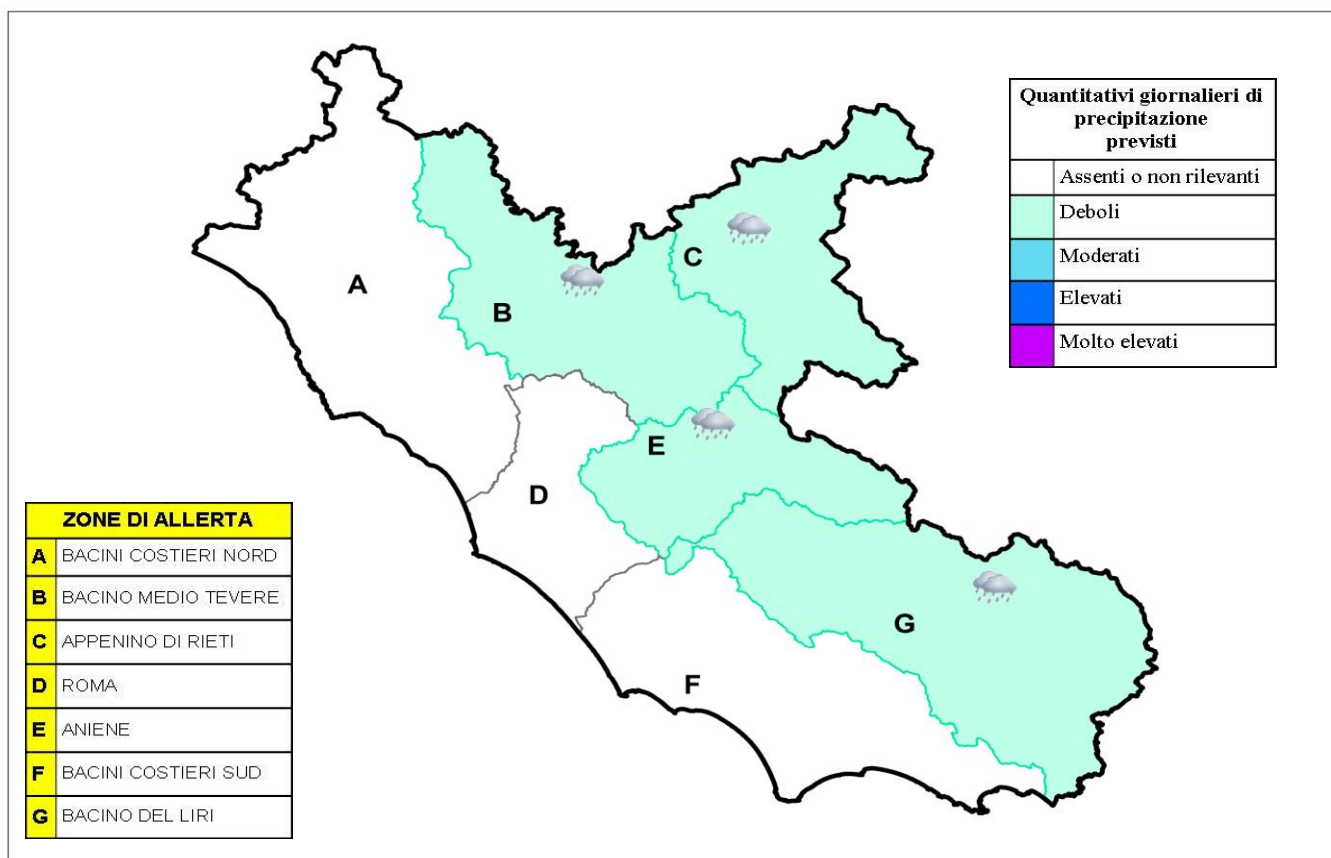 Quantitativi giornalieri di
precipitazione
previsti
Assenti o non rilevanti
Deboli
Moderati
Elevati
Molto elevati
A
B
C
D
E
F
G
ZONE DI ALLERTA
A BACINI COSTIERI NORD
B BACINO MEDIO TEVERE
C APPENINO DI RIETI
D ROMA
E ANIENE
F BACINI COSTIERI SUD
G BACINO DEL LIRI